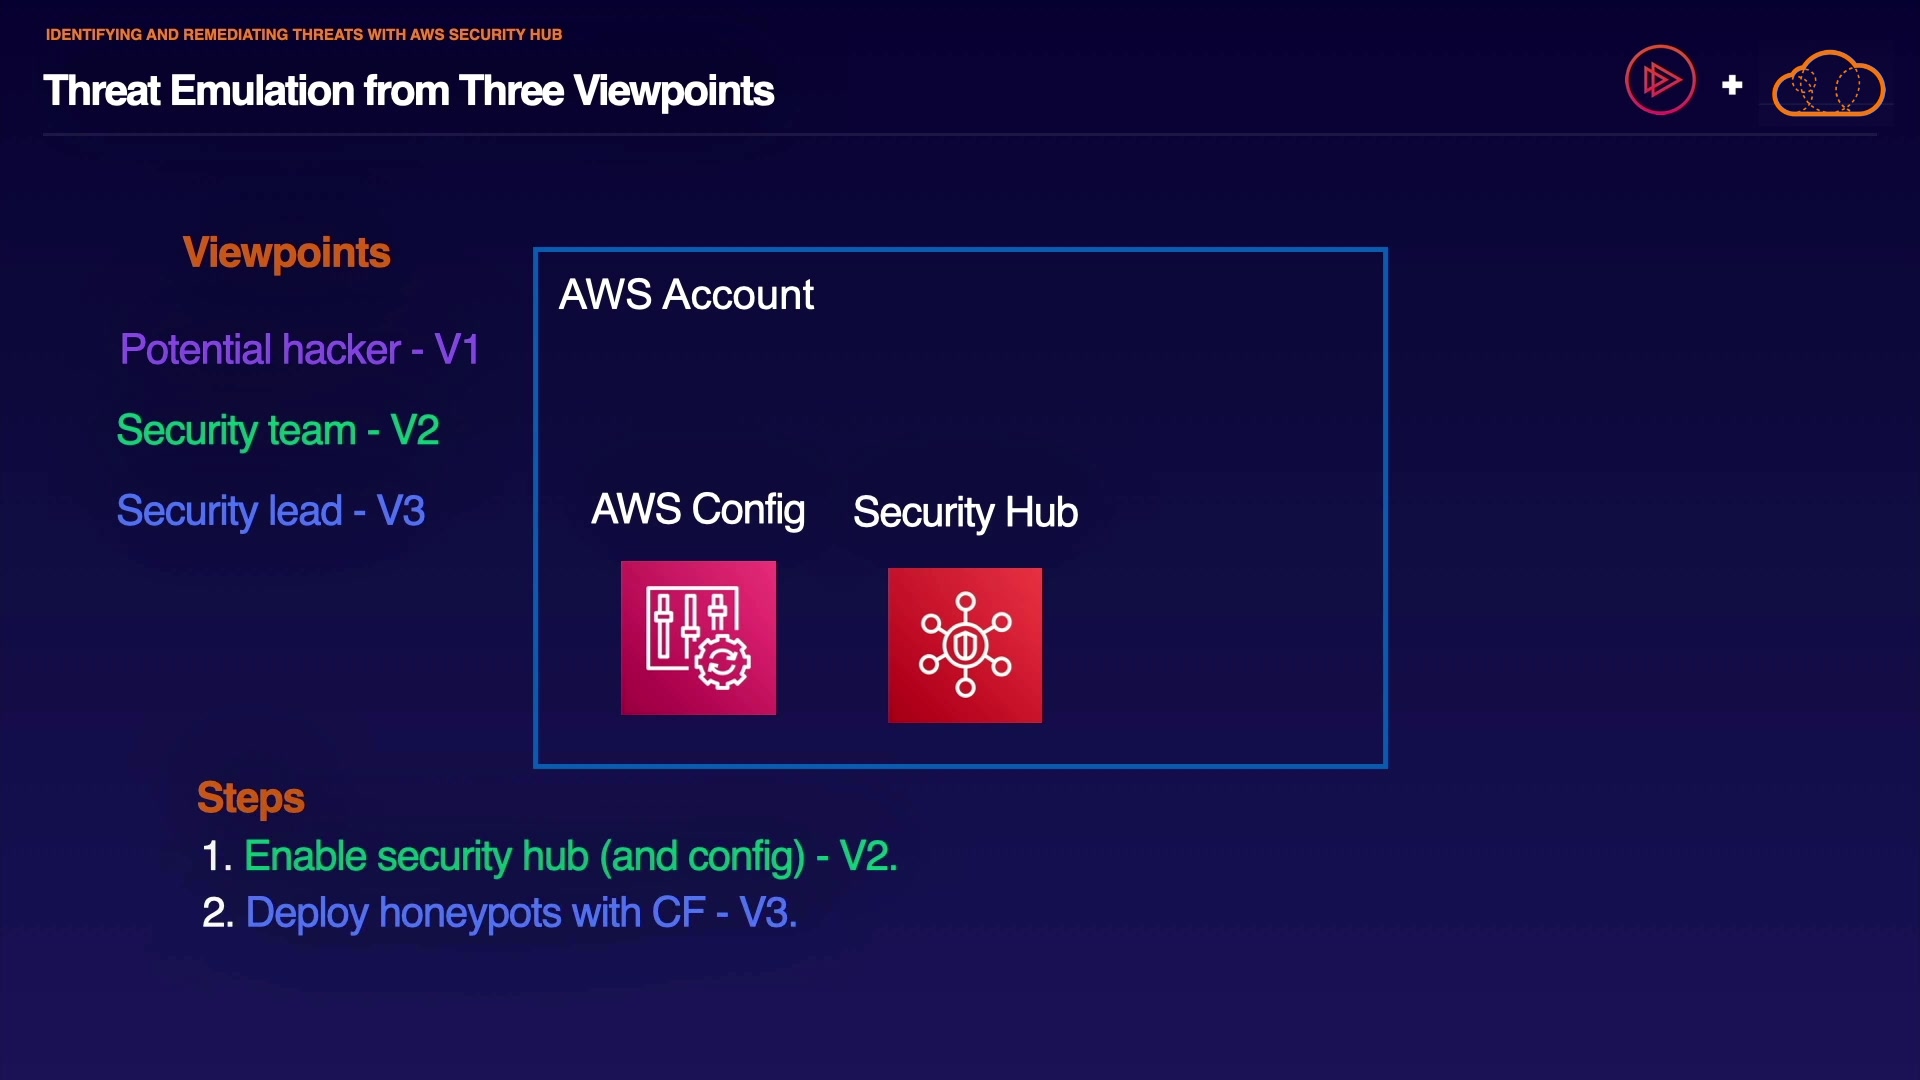 IDENTIFYING AND REMEDIATING THREATS WITH AWS SECURITY HUB
Threat Emulation from Three Viewpoints
Viewpoints
Potential hacker - V1
Security team - V2
Security lead - V3
AWS Account
AWS Config
Security Hub
Steps
1. Enable security hub (and config) - V2.
2. Deploy honeypots with CF - V3.